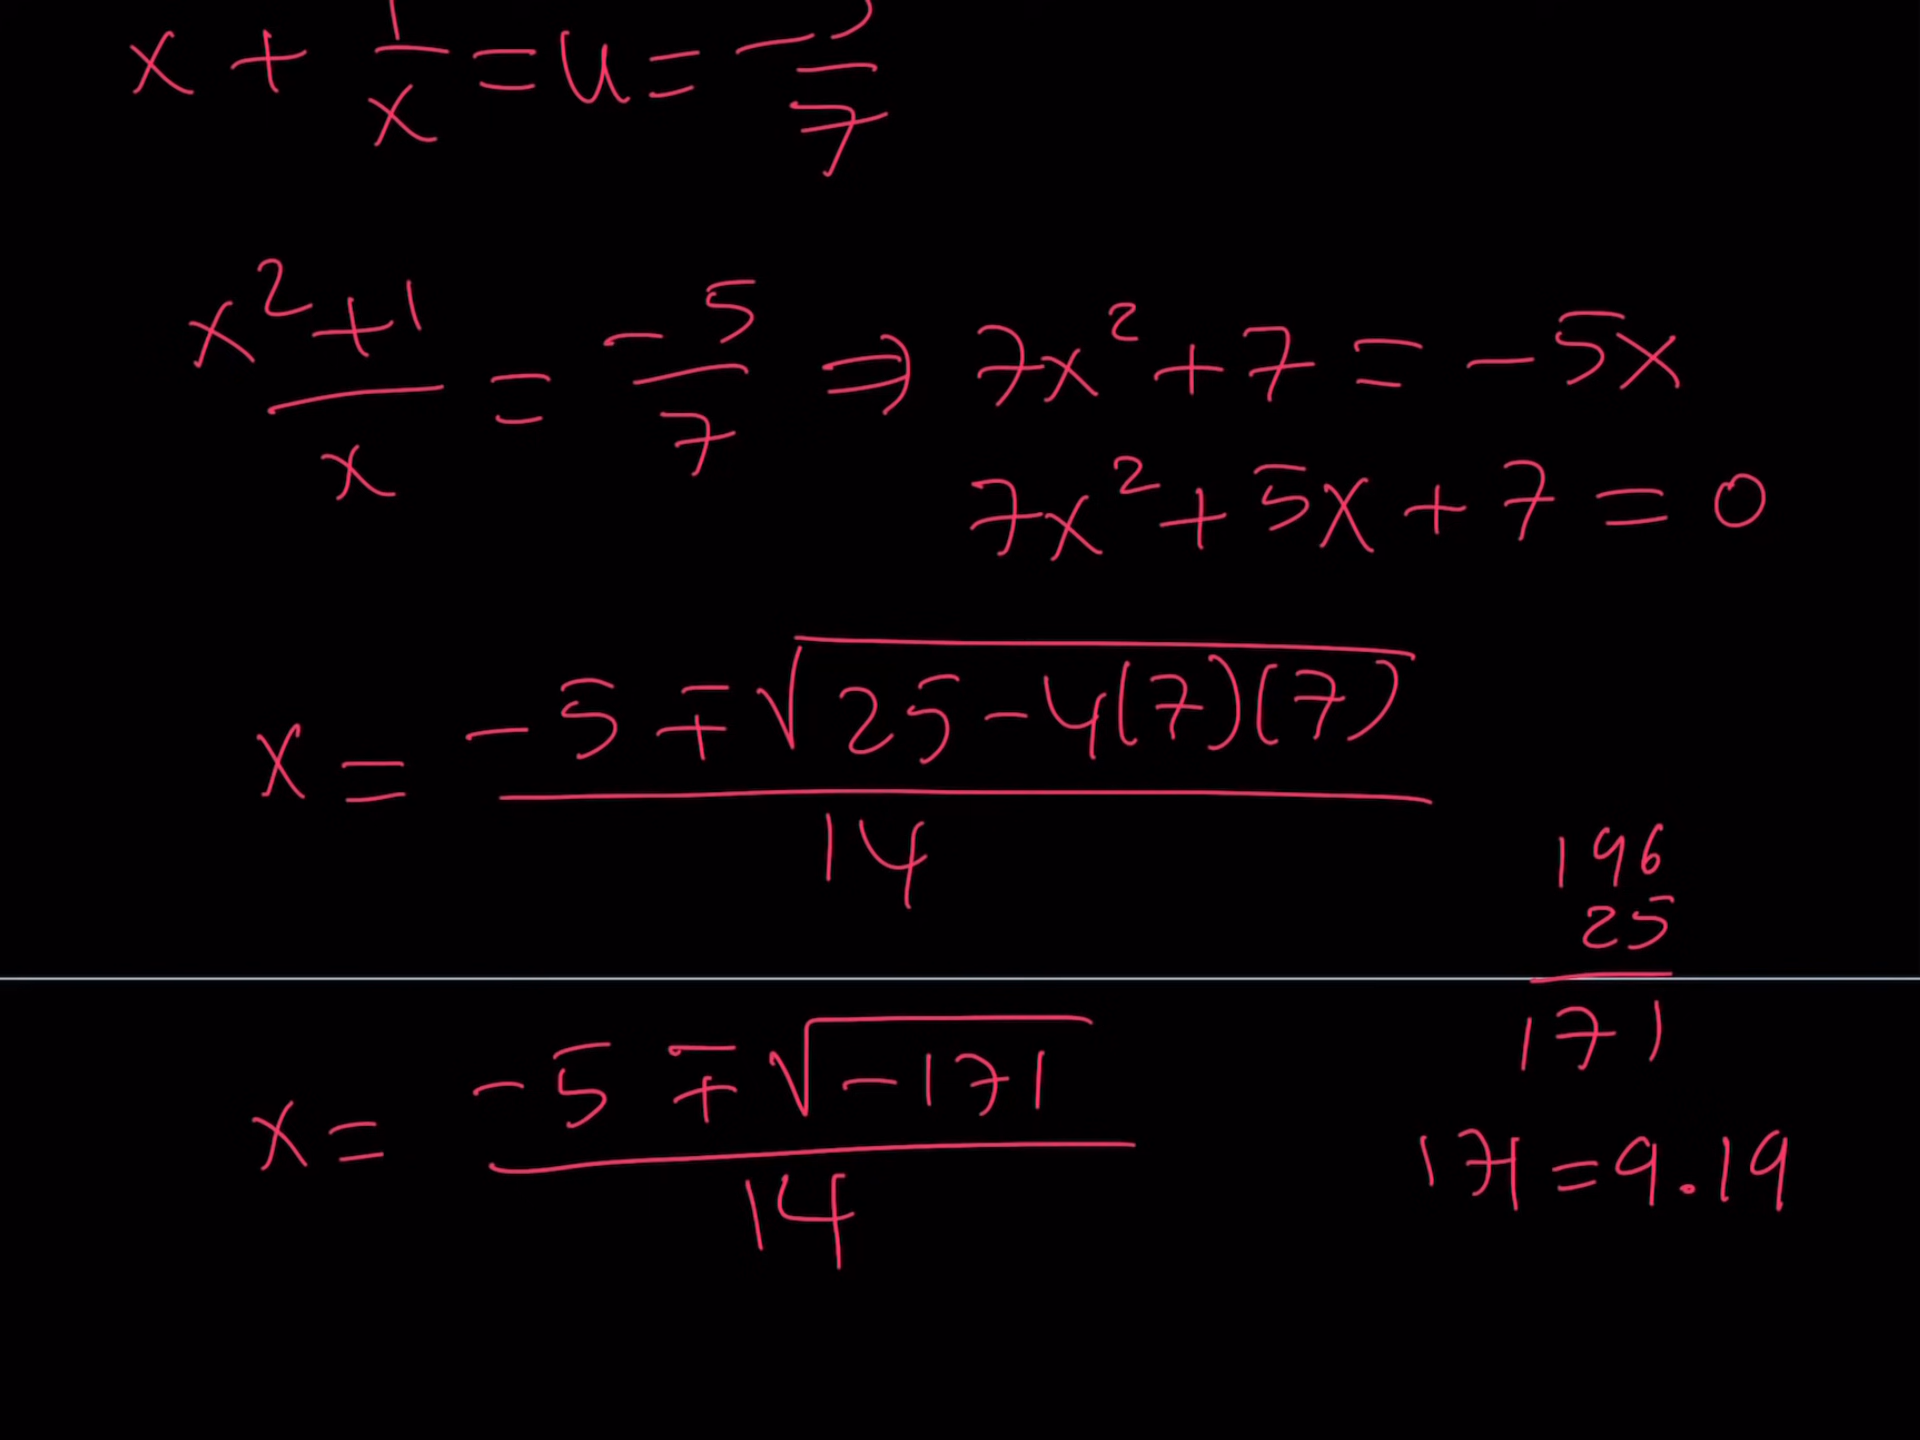 x + 1/x = u = -5/7
(x² + 1)/x = -5/7 ⇒ 7x² + 7 = -5x
7x² + 5x + 7 = 0
x = (-5 ∓ √(25 - 4(7)(7)))/14
196
25
171
x = (-5 ∓ √(-171))/14
171 = 9.19